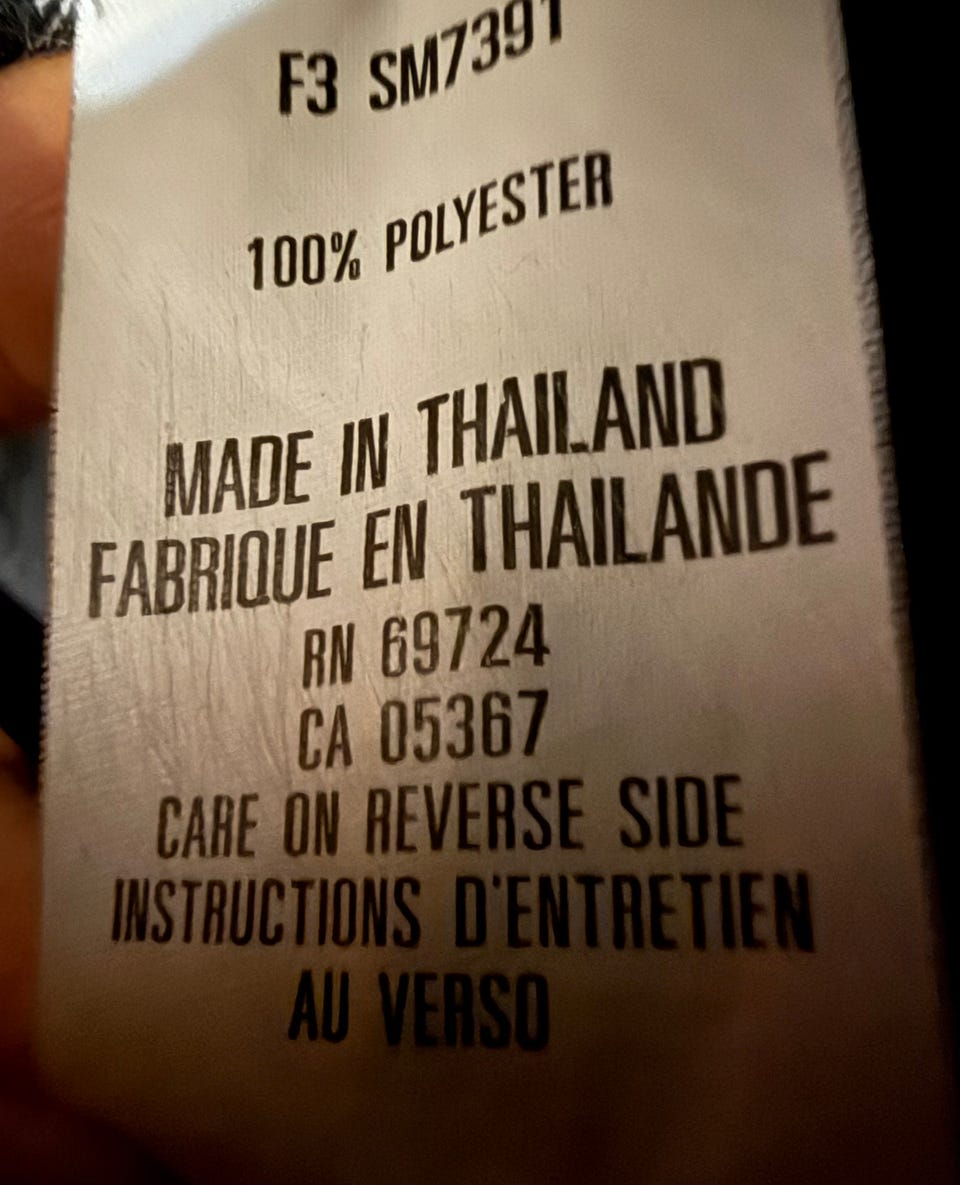 F3 SM7391
100% POLYESTER
MADE IN THAILAND
FABRIQUE EN THAILANDE
RN 69724
CA 05367
CARE ON REVERSE SIDE
INSTRUCTIONS D'ENTRETIEN
AU VERSO